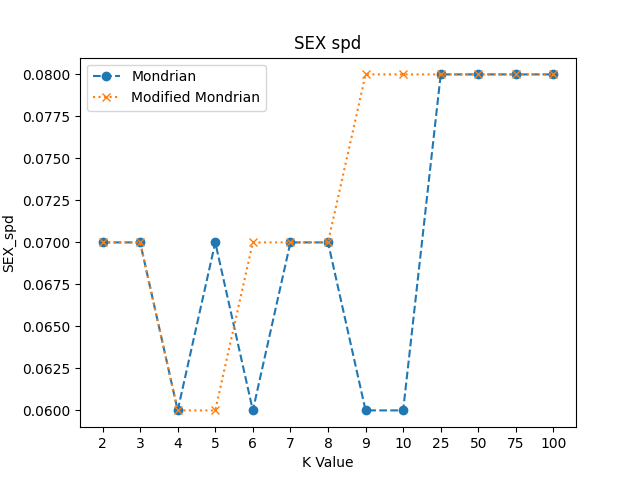 SEX spd
Mondrian
Modified Mondrian
0.0800
0.0775
0.0750
0.0725
0.0700
0.0675
0.0650
0.0625
0.0600
SEX_spd
2 3 4 5 6 7 8 9 10 25 50 75 100
K Value